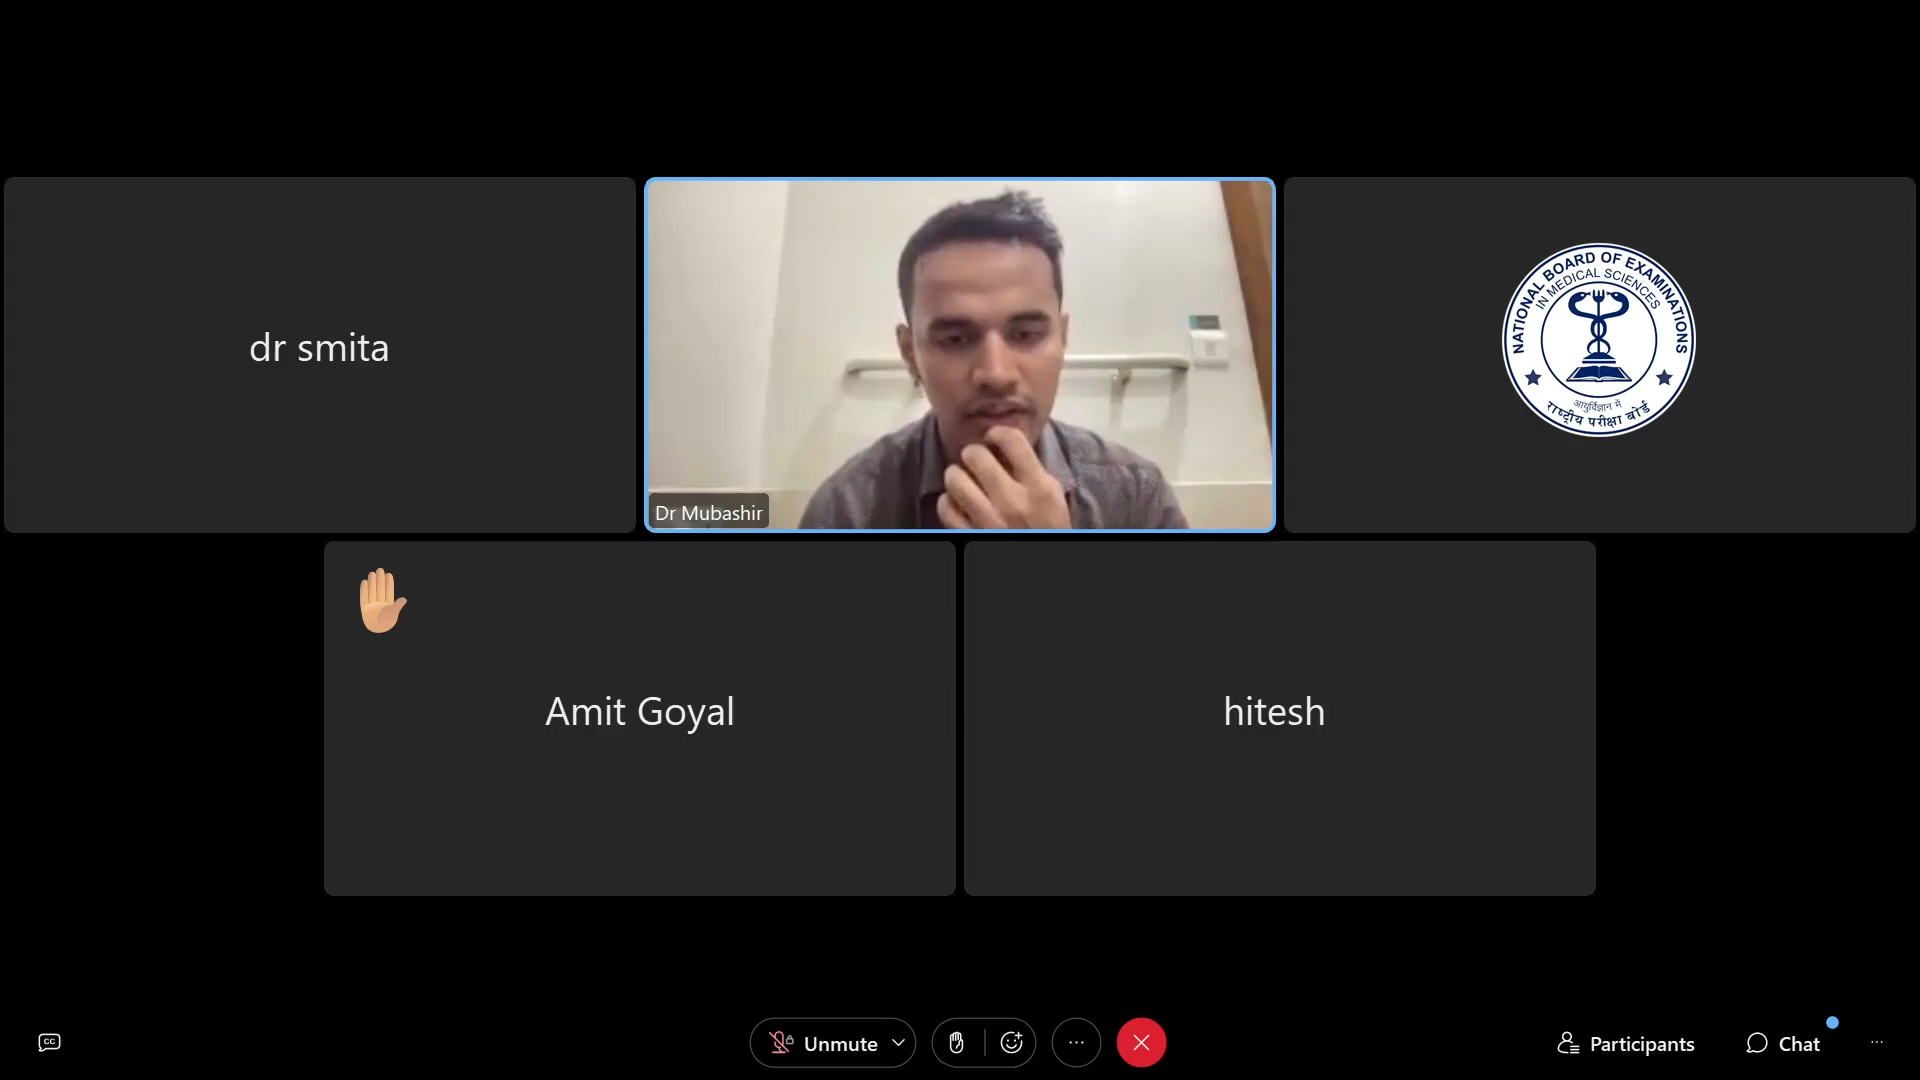 dr smita
Dr Mubashir
NATIONAL BOARD OF EXAMINATIONS
IN MEDICAL SCIENCES
आयुर्विज्ञान में
राष्ट्रीय परीक्षा बोर्ड
Amit Goyal
hitesh
CC
Unmute
Participants
Chat